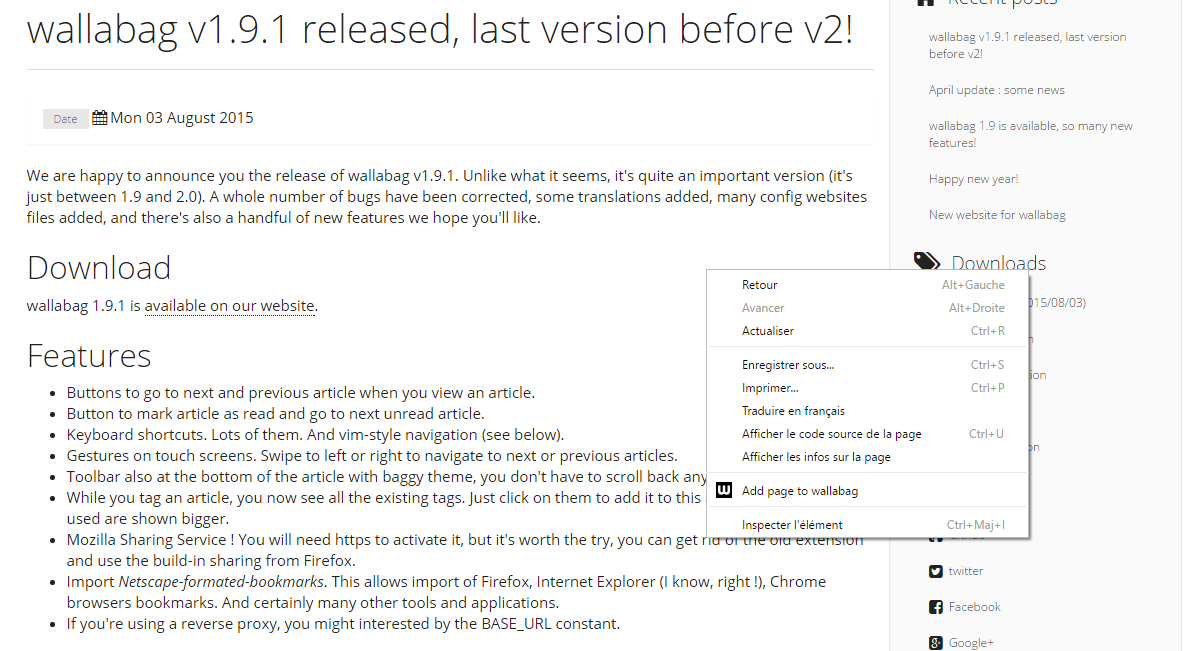 wallabag v1.9.1 released, last version before v2!
Date Mon 03 August 2015
We are happy to announce you the release of wallabag v1.9.1. Unlike what it seems, it's quite an important version (it's
just between 1.9 and 2.0). A whole number of bugs have been corrected, some translations added, many config websites
files added, and there's also a handful of new features we hope you'll like.
Download
wallabag 1.9.1 is available on our website.
Features
Buttons to go to next and previous article when you view an article.
Button to mark article as read and go to next unread article.
Keyboard shortcuts. Lots of them. And vim-style navigation (see below).
Gestures on touch screens. Swipe to left or right to navigate to next or previous articles.
Toolbar also at the bottom of the article with baggy theme, you don't have to scroll back any
While you tag an article, you now see all the existing tags. Just click on them to add it to this
used are shown bigger.
Mozilla Sharing Service ! You will need https to activate it, but it's worth the try, you can get rid of the old extension
and use the build-in sharing from Firefox.
Import Netscape-formated-bookmarks. This allows import of Firefox, Internet Explorer (I know, right !), Chrome
browsers bookmarks. And certainly many other tools and applications.
If you're using a reverse proxy, you might interested by the BASE_URL constant.
Recent posts
wallabag v1.9.1 released, last version
before v2!
April update : some news
wallabag 1.9 is available, so many new
features!
Happy new year!
New website for wallabag
Downloads
015/08/03)
Retour Alt+Gauche
Avancer Alt+Droite
Actualiser Ctrl+R
Enregistrer sous... Ctrl+S
Imprimer... Ctrl+P
Traduire en français
Afficher le code source de la page Ctrl+U
Afficher les infos sur la page
Add page to wallabag
Inspecter l'élément Ctrl+Maj+I
twitter
Facebook
Google+